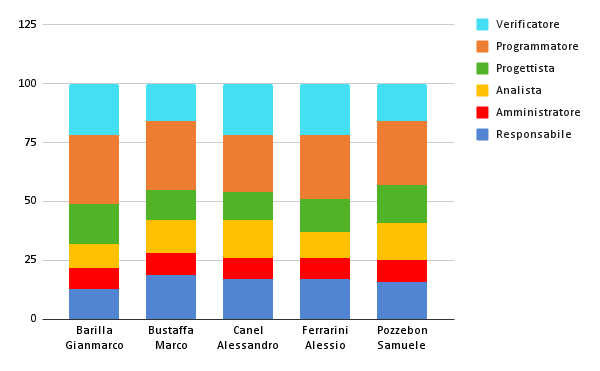 125
100
75
50
25
0
Barilla Gianmarco
Bustaffa Marco
Canel Alessandro
Ferrarini Alessio
Pozzebon Samuele
Verificatore
Programmatore
Progettista
Analista
Amministratore
Responsabile